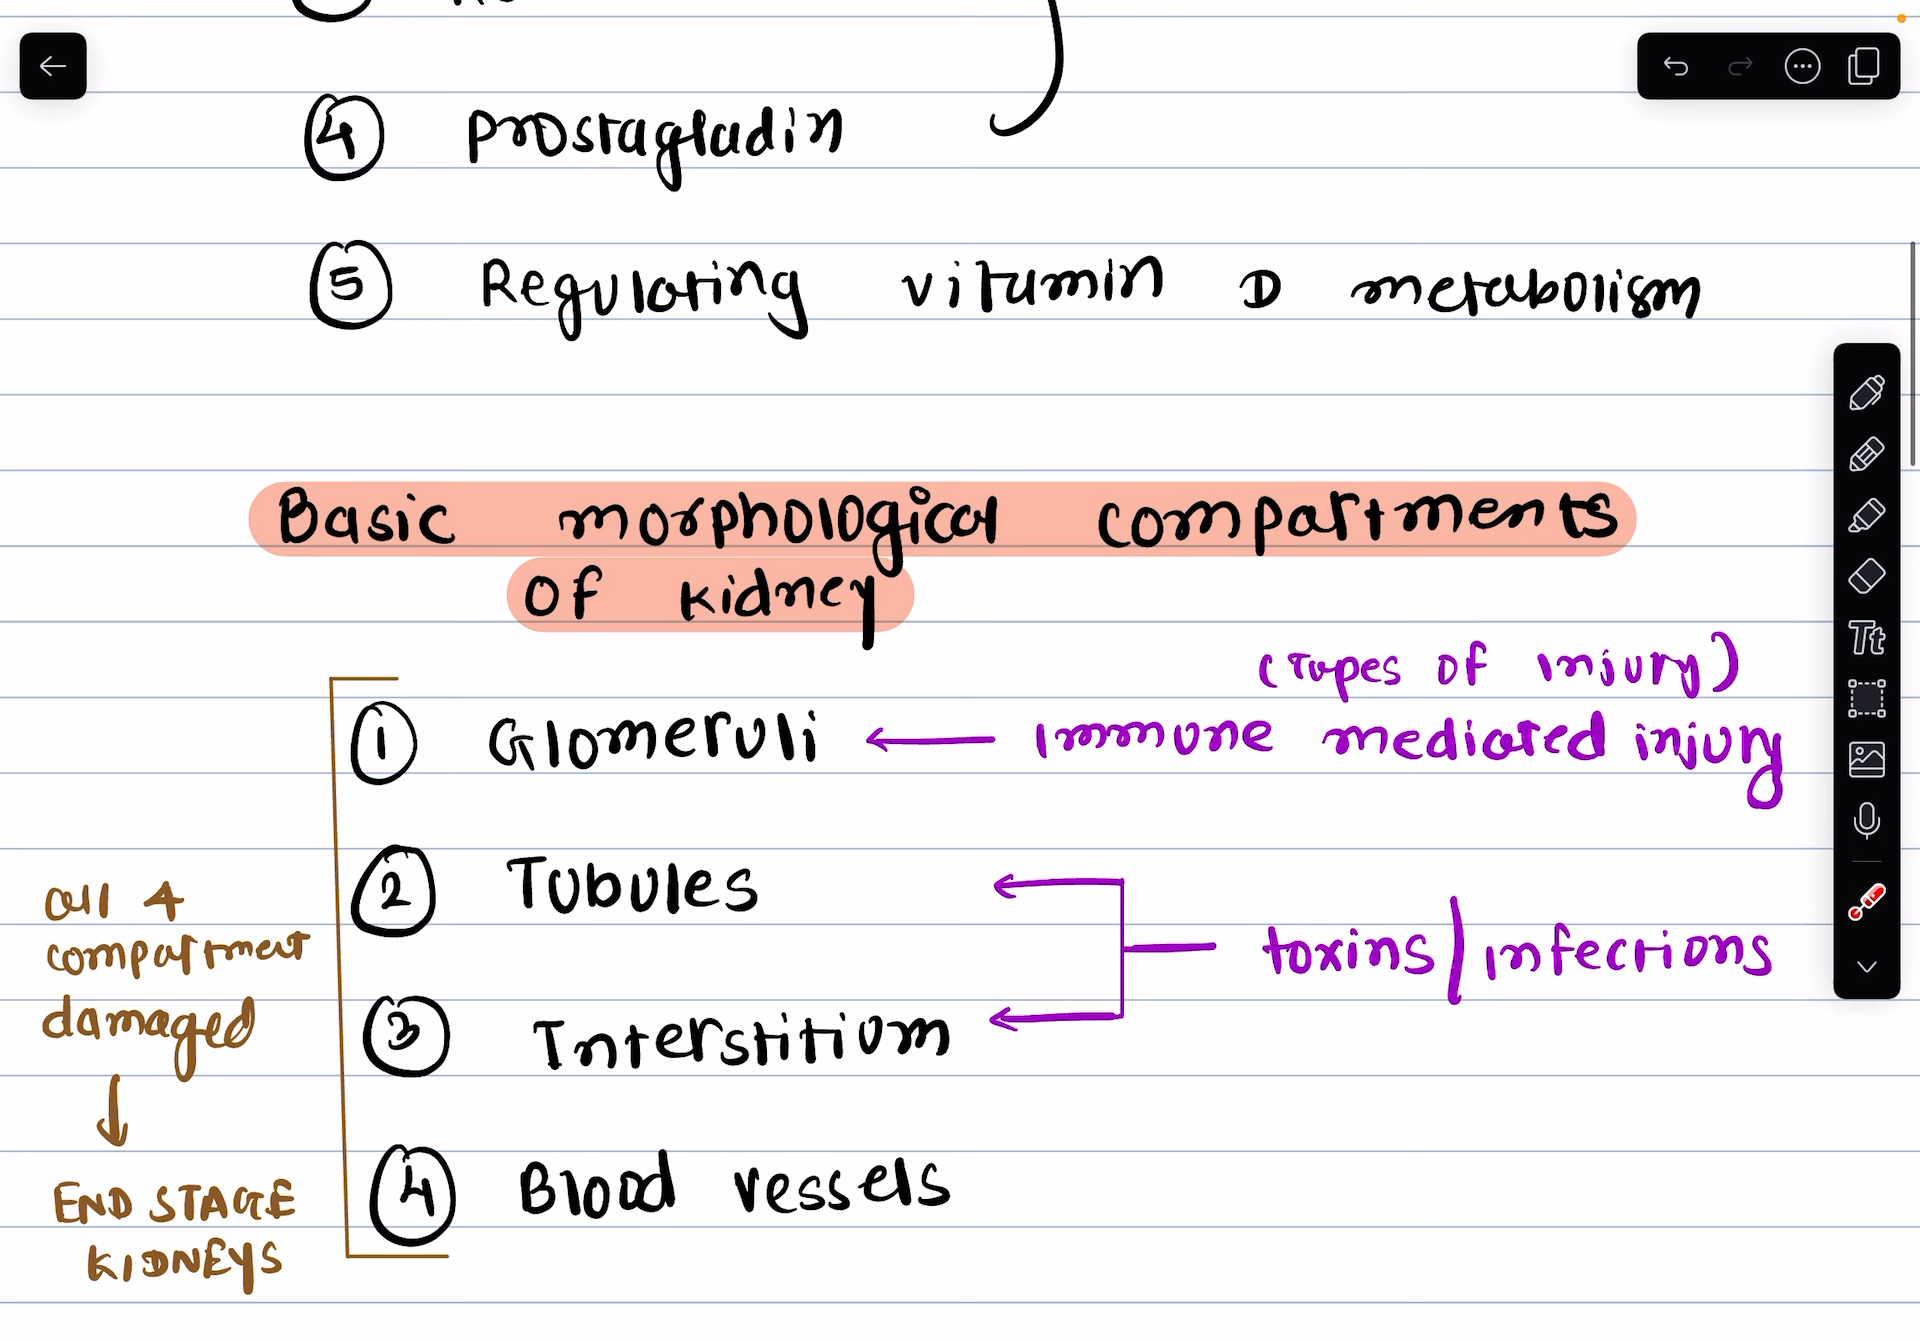 4 Prostagladin
5 Regulating vitamin D metabolism
Basic morphological compartments
of kidney
(Types of injury)
1 Glomeruli ← Immune mediated injury
2 Tubules
toxins/infections
3 Interstitium
4 Blood vessels
all 4
compartment
damaged
↓
END STAGE
KIDNEYS
Tt